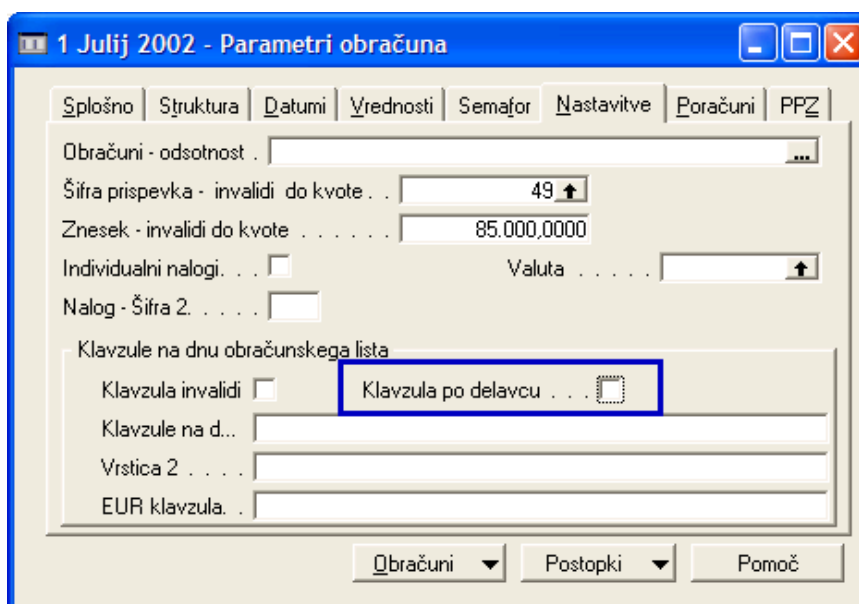 1 Julij 2002 - Parametri obračuna
Splošno Struktura Datumi Vrednosti Semafor Nastavitve Poračuni PPZ
Obračuni - odsotnost . ...
Šifra prispevka - invalidi do kvote . . 49
Znesek - invalidi do kvote . . . . . . 85.000,0000
Individualni nalogi. . . Valuta . . . . .
Nalog - Šifra 2. . . . .
Klavzule na dnu obračunskega lista
Klavzula invalidi Klavzula po delavcu . . .
Klavzule na d...
Vrstica 2 . . . .
EUR klavzula. .
Obračuni Postopki Pomoč